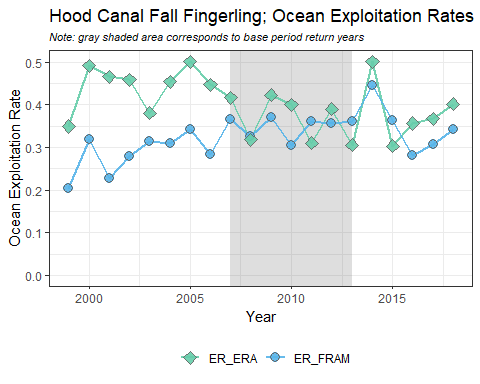 Hood Canal Fall Fingerling; Ocean Exploitation Rates
Note: gray shaded area corresponds to base period return years
Ocean Exploitation Rate
0.5
0.4
0.3
0.2
0.1
0.0
2000 2005 2010 2015
Year
ER_ERA ER_FRAM